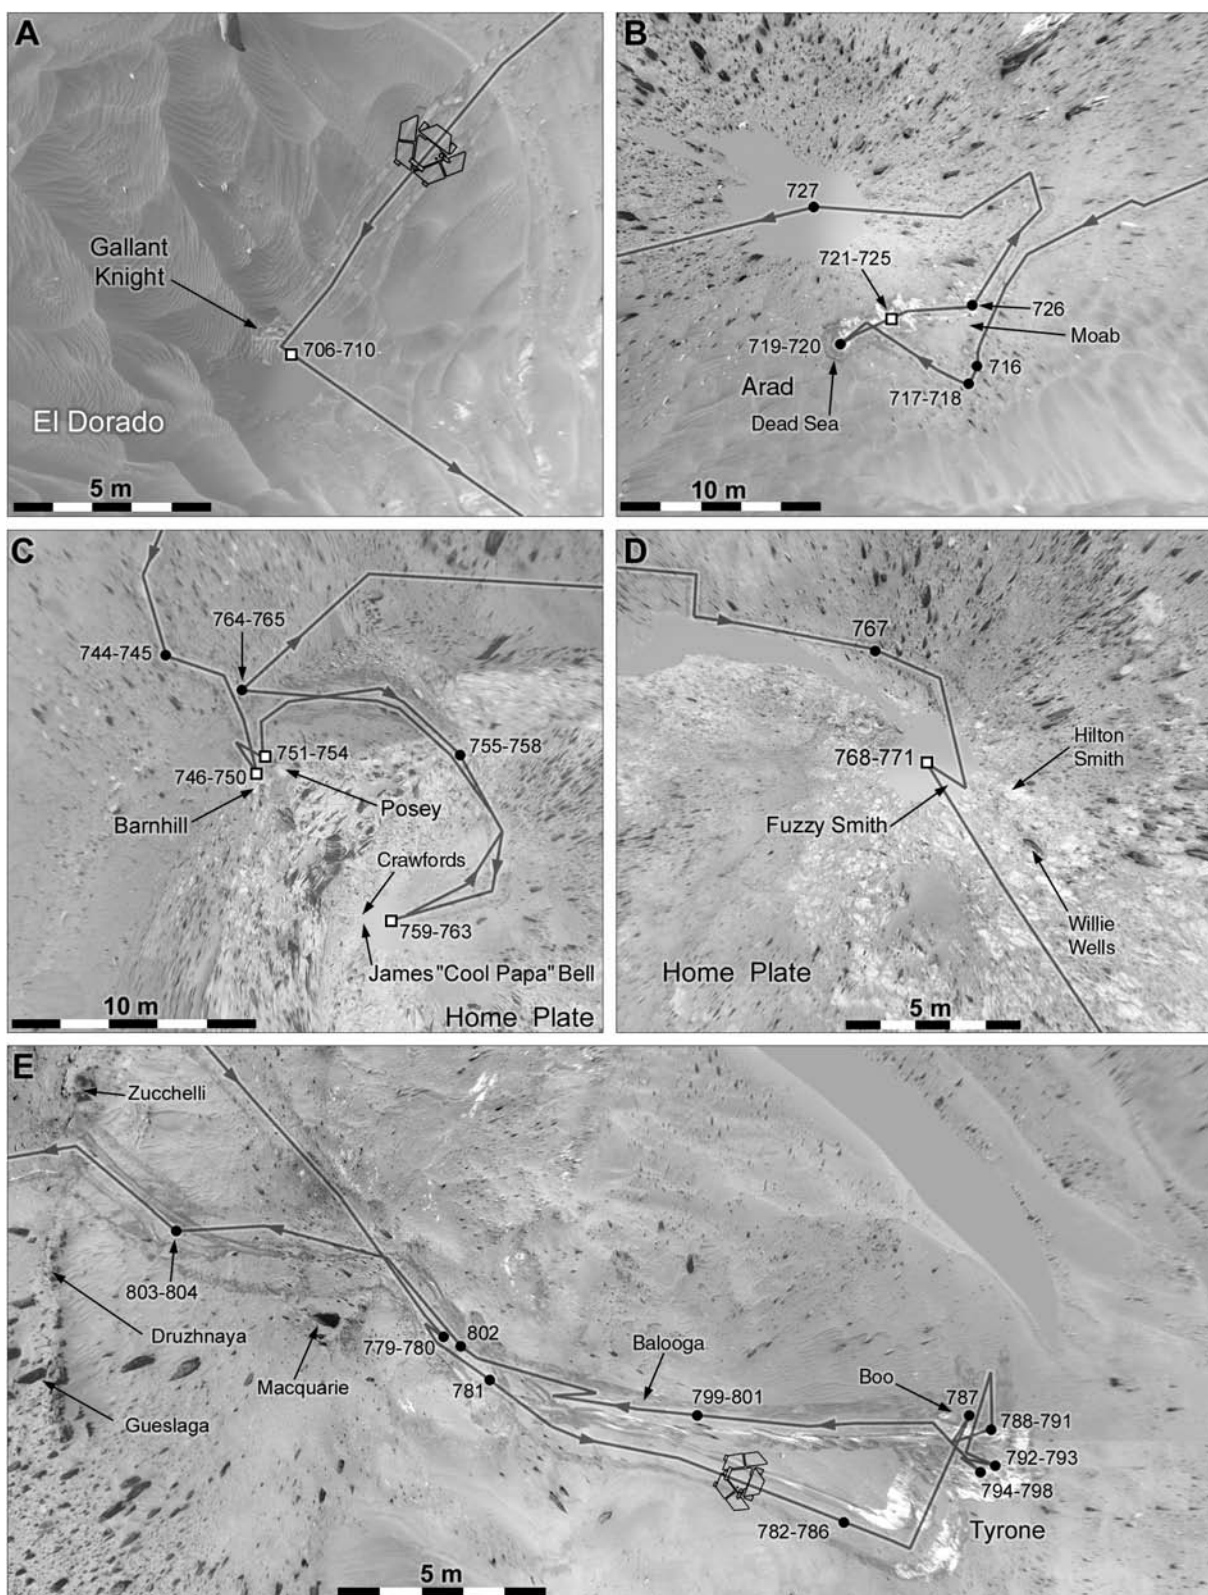 A
Gallant
Knight
706-710
El Dorado
5 m
B
727
721-725
726
Moab
719-720
716
Arad
717-718
Dead Sea
10 m
C
764-765
744-745
751-754
755-758
746-750
Posey
Barnhill
Crawfords
759-763
James "Cool Papa" Bell
10 m
Home Plate
D
767
Hilton
Smith
768-771
Fuzzy Smith
Willie
Wells
Home Plate
5 m
E
Zucchelli
803-804
Druzhnaya
802
Balooga
779-780
Boo
787
Macquarie
781
799-801
788-791
Gueslaga
792-793
794-798
782-786
Tyrone
5 m